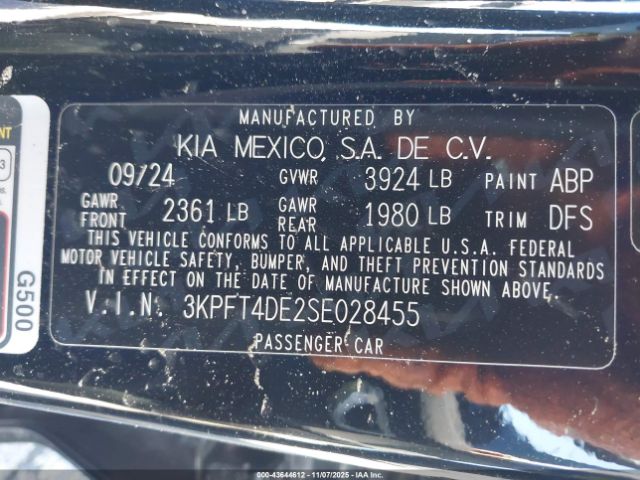 MANUFACTURED BY
KIA MEXICO, S.A. DE C.V.
09/24 GVWR 3924 LB PAINT ABP
GAWR FRONT 2361 LB GAWR REAR 1980 LB TRIM DFS
THIS VEHICLE CONFORMS TO ALL APPLICABLE U.S.A. FEDERAL
MOTOR VEHICLE SAFETY, BUMPER, AND THEFT PREVENTION STANDARDS
IN EFFECT ON THE DATE OF MANUFACTURE SHOWN ABOVE.
V.I.N: 3KPFT4DE2SE028455
PASSENGER CAR
G500
000-43644612 - 11/07/2025 - IAA Inc.